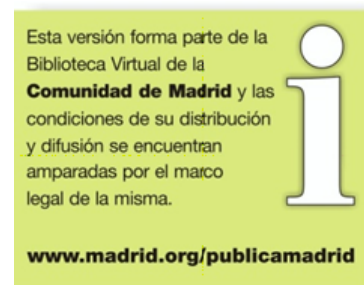 Esta versión forma parte de la
Biblioteca Virtual de la
Comunidad de Madrid y las
condiciones de su distribución
y difusión se encuentran
amparadas por el marco
legal de la misma.
i
www.madrid.org/publicamadrid